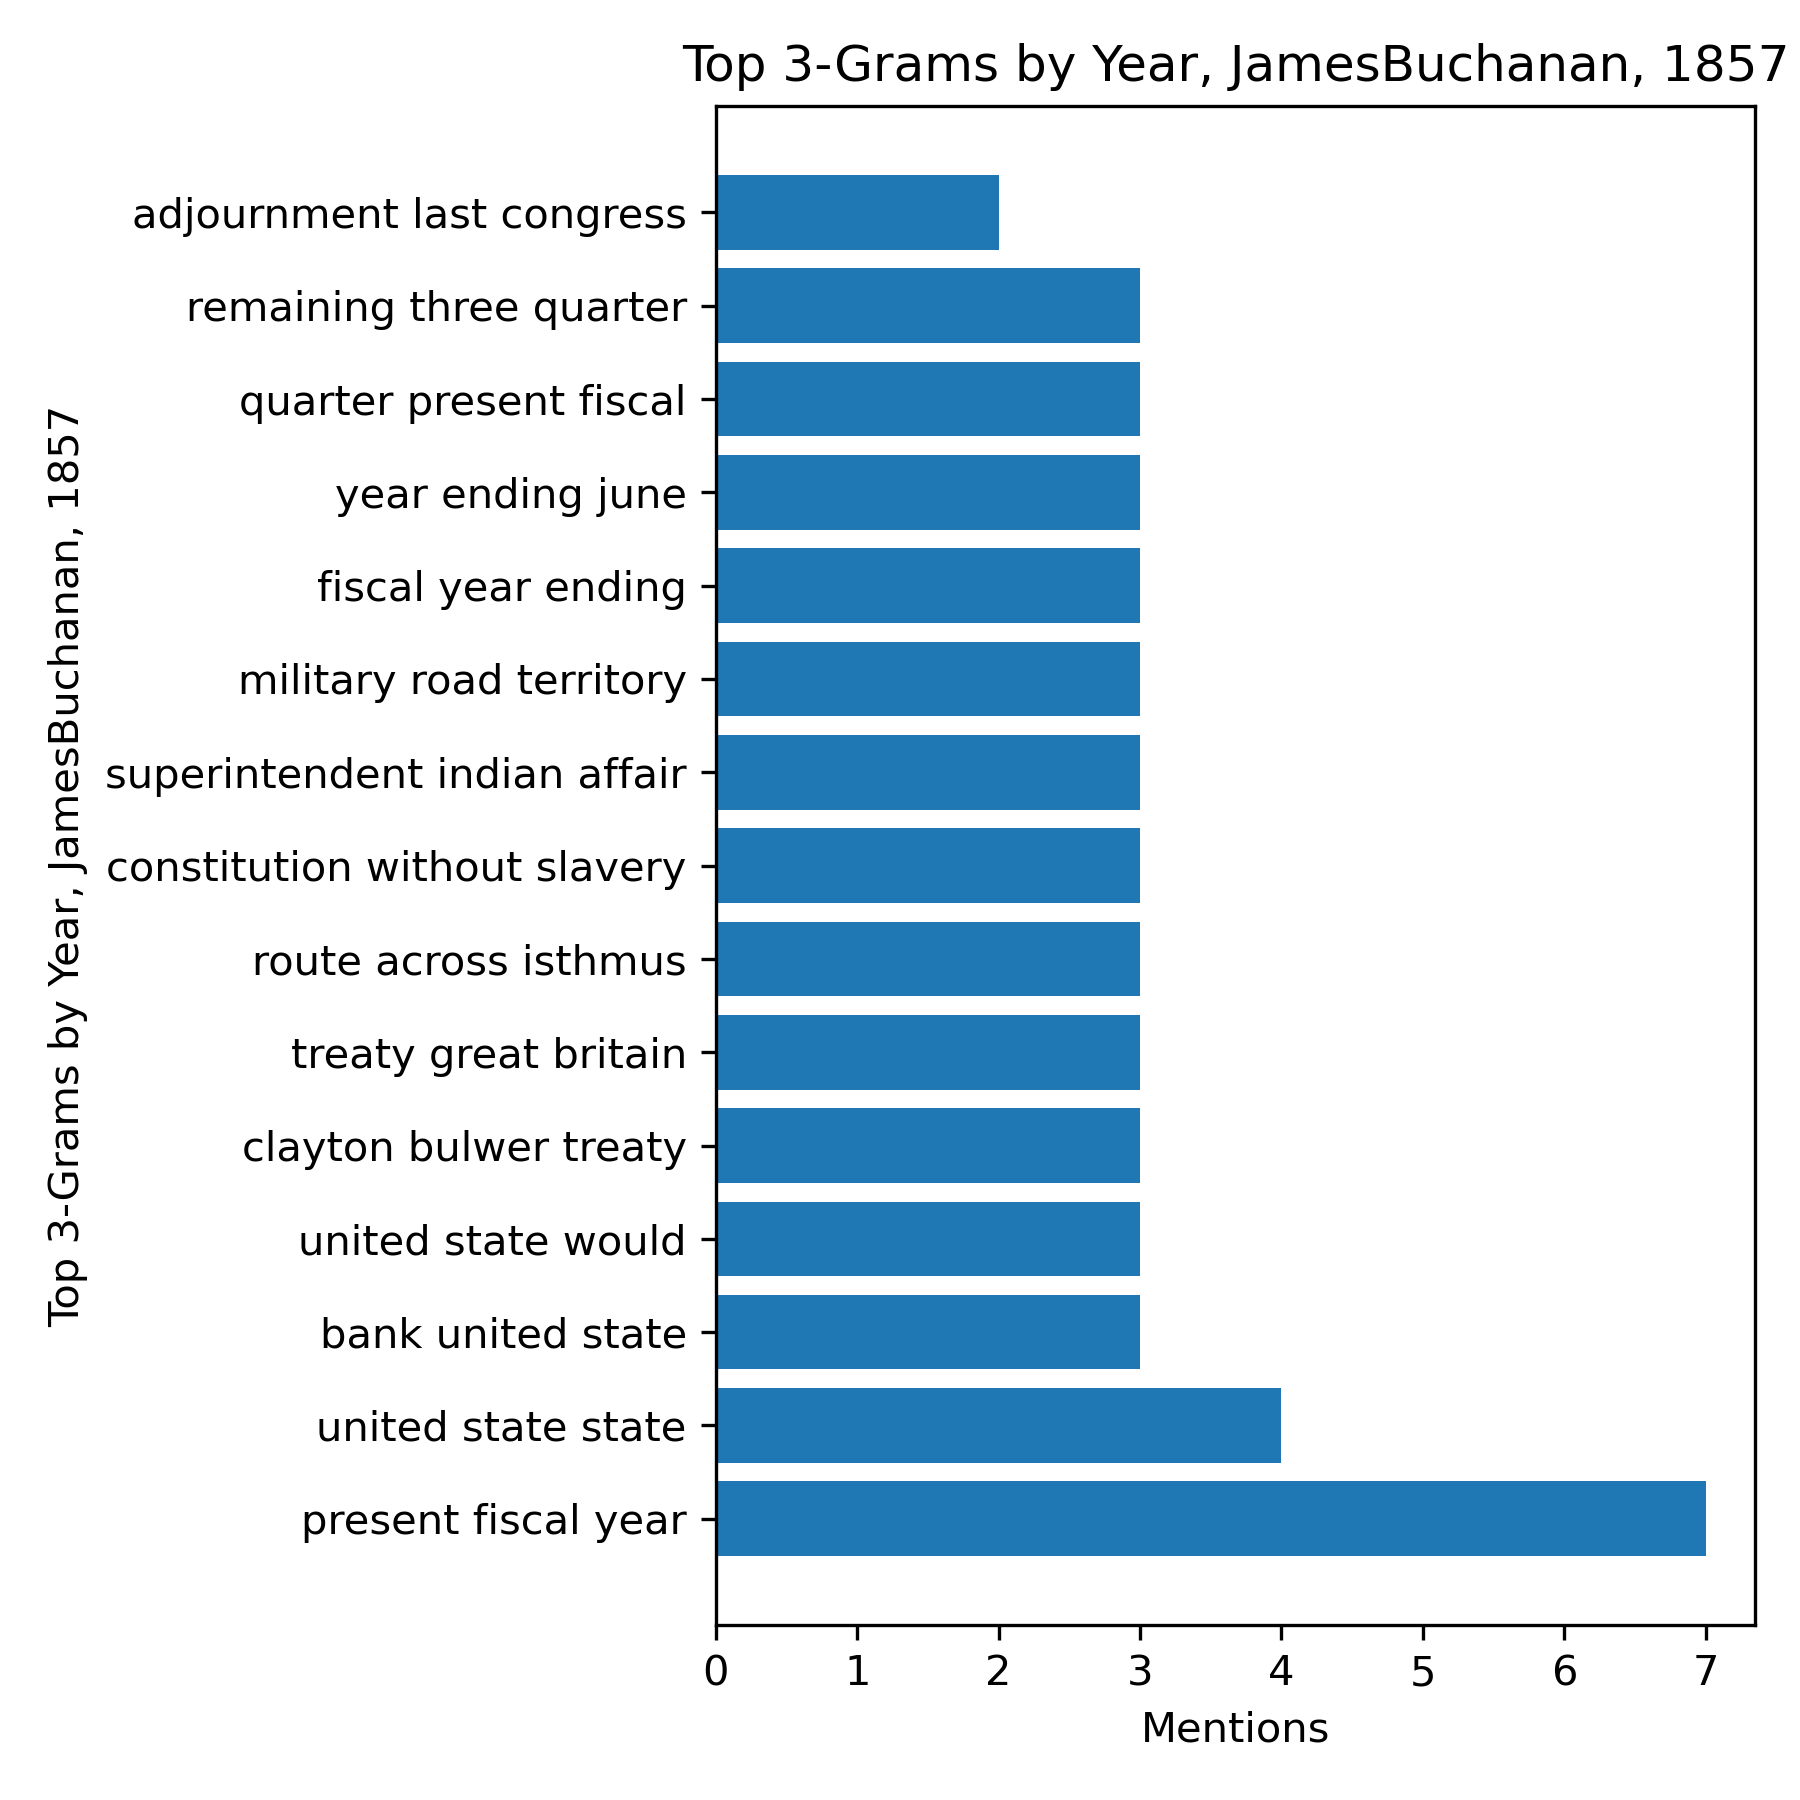 Top 3-Grams by Year, JamesBuchanan, 1857
Top 3-Grams by Year, JamesBuchanan, 1857
adjournment last congress
remaining three quarter
quarter present fiscal
year ending june
fiscal year ending
military road territory
superintendent indian affair
constitution without slavery
route across isthmus
treaty great britain
clayton bulwer treaty
united state would
bank united state
united state state
present fiscal year
0 1 2 3 4 5 6 7
Mentions